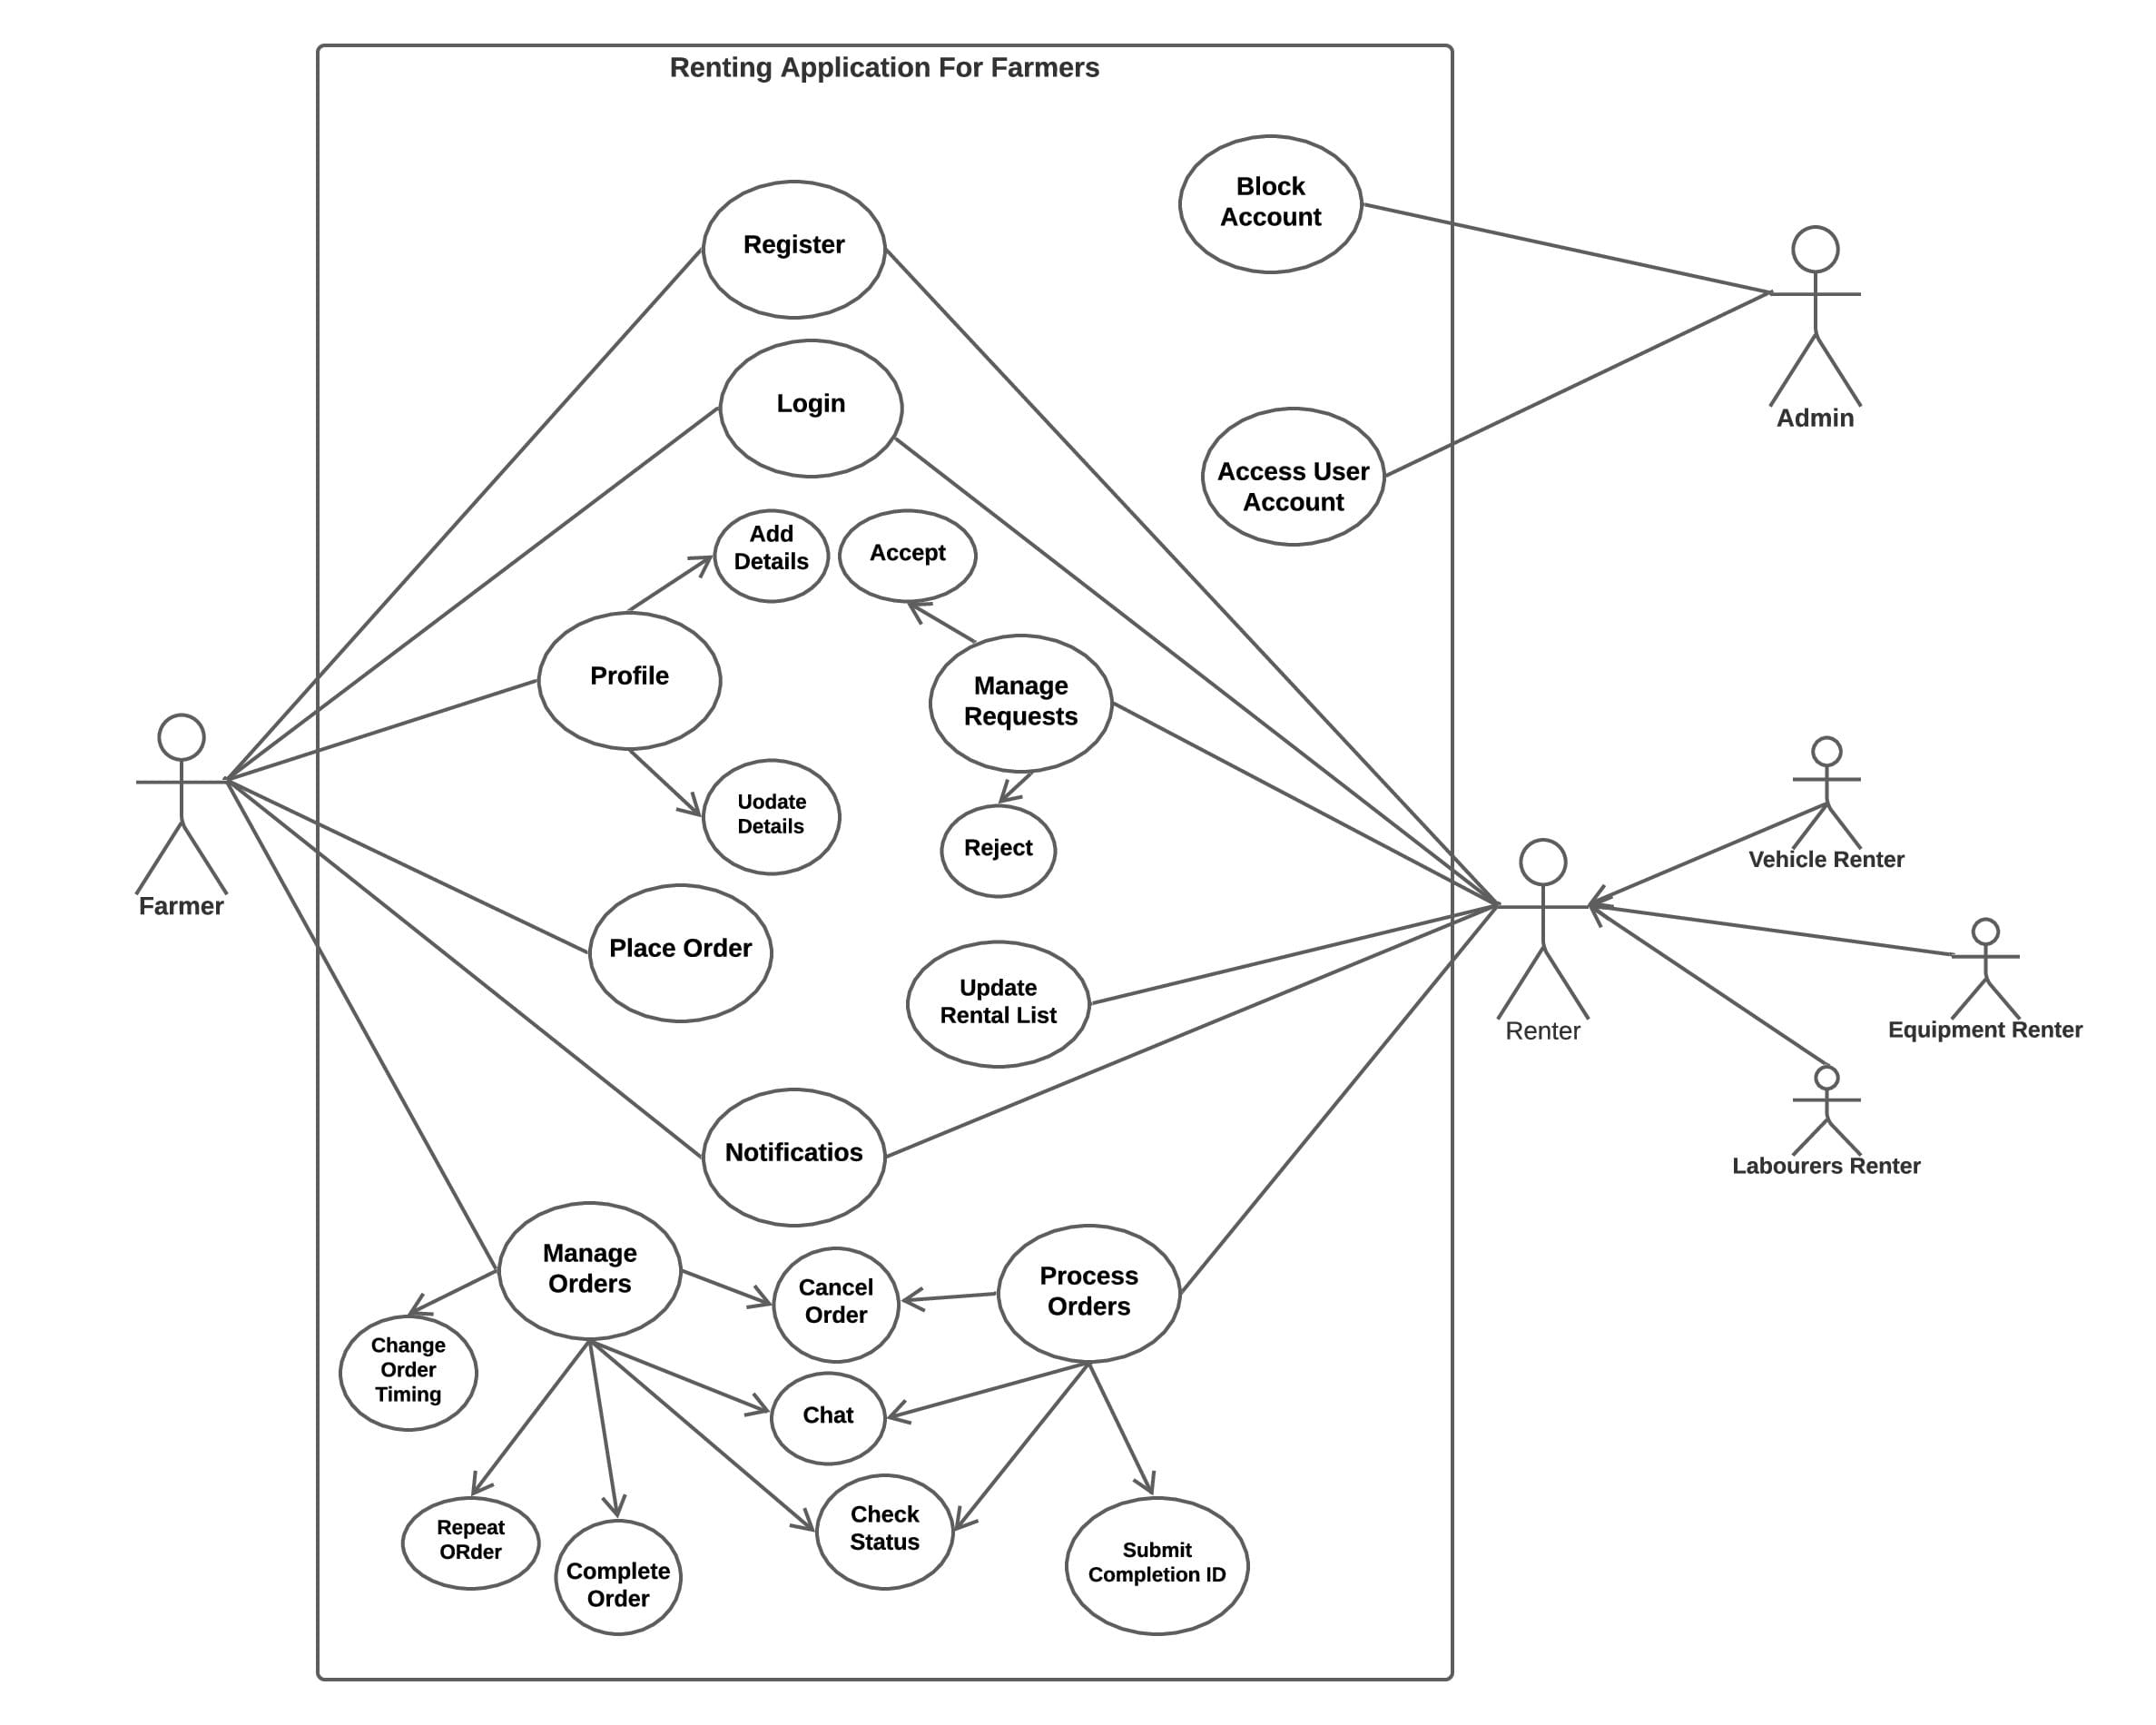 Renting Application For Farmers
Block
Account
Register
Admin
Login
Access User
Account
Add
Details
Accept
Profile
Manage
Requests
Uodate
Details
Reject
Vehicle Renter
Farmer
Place Order
Update
Rental List
Renter
Equipment Renter
Notificatios
Labourers Renter
Manage
Orders
Cancel
Order
Process
Orders
Change
Order
Timing
Chat
Check
Status
Repeat
ORder
Complete
Order
Submit
Completion ID